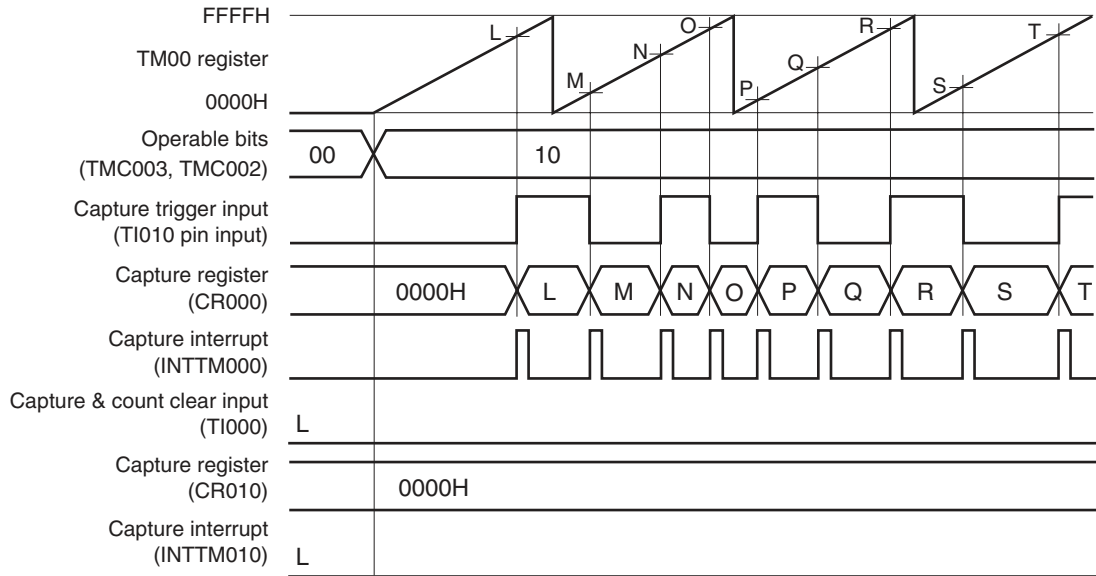 FFFFH
TM00 register
0000H
L M N O P Q R S T
Operable bits
(TMC003, TMC002)
00 10
Capture trigger input
(TI010 pin input)
Capture register
(CR000)
0000H L M N O P Q R S T
Capture interrupt
(INTTM000)
Capture & count clear input
(TI000)
L
Capture register
(CR010)
0000H
Capture interrupt
(INTTM010)
L